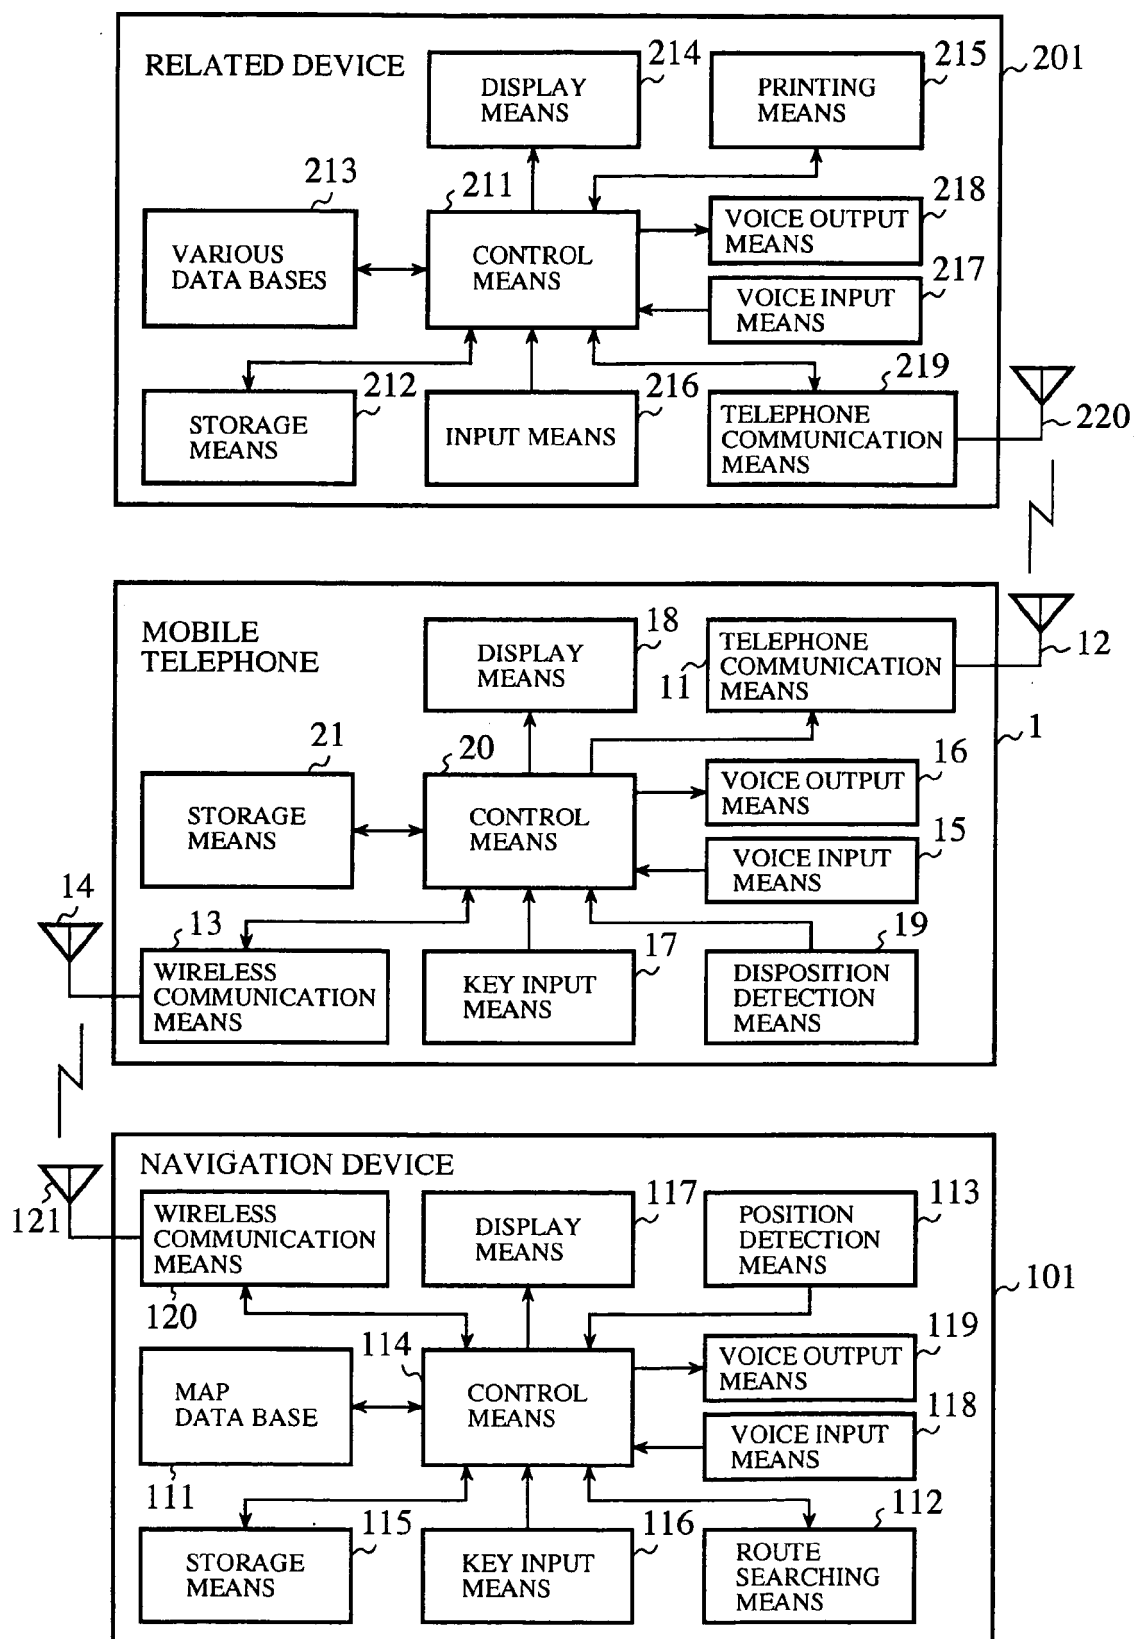 RELATED DEVICE
201
214
DISPLAY
MEANS
215
PRINTING
MEANS
213
VARIOUS
DATA BASES
211
CONTROL
MEANS
218
VOICE OUTPUT
MEANS
217
VOICE INPUT
MEANS
212
STORAGE
MEANS
216
INPUT MEANS
219
TELEPHONE
COMMUNICATION
MEANS
220
MOBILE
TELEPHONE
18
DISPLAY
MEANS
11
TELEPHONE
COMMUNICATION
MEANS
12
1
21
STORAGE
MEANS
20
CONTROL
MEANS
16
VOICE OUTPUT
MEANS
15
VOICE INPUT
MEANS
14
13
WIRELESS
COMMUNICATION
MEANS
17
KEY INPUT
MEANS
19
DISPOSITION
DETECTION
MEANS
NAVIGATION DEVICE
121
WIRELESS
COMMUNICATION
MEANS
120
117
DISPLAY
MEANS
113
POSITION
DETECTION
MEANS
101
114
CONTROL
MEANS
MAP
DATA BASE
111
119
VOICE OUTPUT
MEANS
118
VOICE INPUT
MEANS
115
STORAGE
MEANS
116
KEY INPUT
MEANS
112
ROUTE
SEARCHING
MEANS